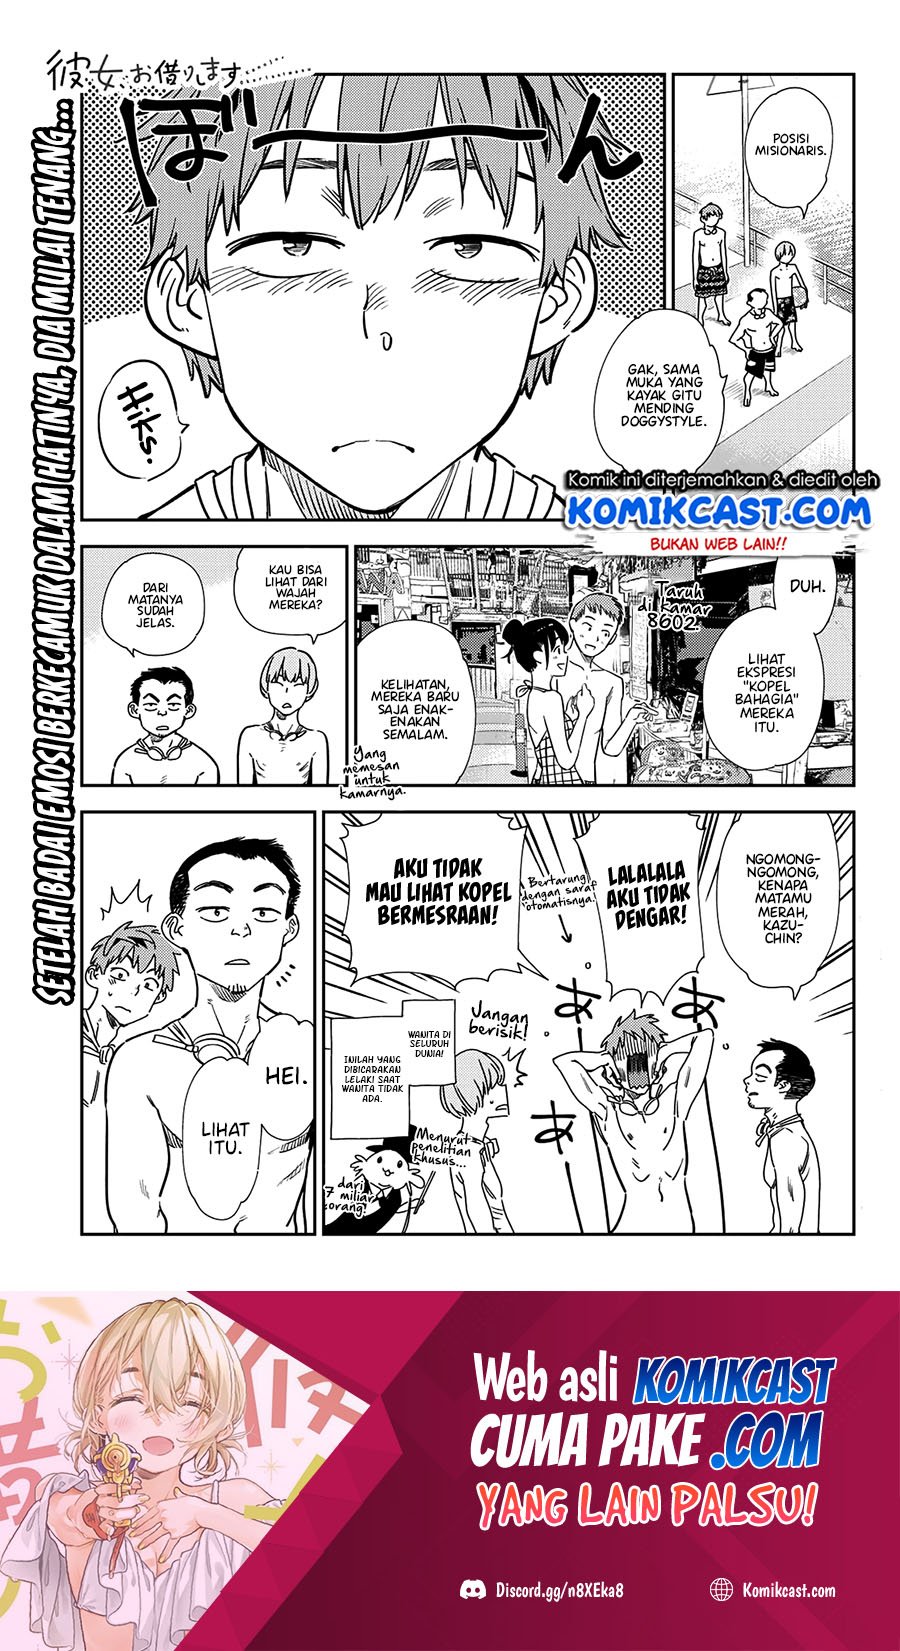 彼女、お借りします
SETELAH BADAI EMOSI BERKECAMUK DALAM HATINYA, DIA MULAI TENANG...
POSISI
MISIONARIS.
GAK, SAMA
MUKA YANG
KAYAK GITU
MENDING
DOGGYSTYLE.
ぼーーん
Hiks.
Komik ini diterjemahkan & diedit oleh
KOMIKCAST.COM
BUKAN WEB LAIN!!
DUH.
LIHAT
EKSPRESI
"KOPEL
BAHAGIA"
MEREKA
ITU.
Taruh
di kamar
8602.
KELIHATAN,
MEREKA BARU
SAJA ENAK-
ENAKAN
SEMALAM.
Yang
memesan
untuk
kamarnya.
KAU BISA
LIHAT DARI
WAJAH
MEREKA?
DARI
MATANYA
SUDAH
JELAS.
NGOMONG-
NGOMONG,
KENAPA
MATAMU
MERAH,
KAZU-
CHIN?
LALALALA
AKU TIDAK
DENGAR!
Bertarung
dengan saraf
otomatisnya.
AKU TIDAK
MAU LIHAT KOPEL
BERMESRAAN!
あ
あ
あ
Jangan
berisik!
WANITA DI
SELURUH
DUNIA!
INILAH YANG
DIBICARAKAN
LELAKI SAAT
WANITA TIDAK
ADA.
Menurut
penelitian
khusus...
dari
7 miliar
orang!
HEI.
LIHAT
ITU.
Web asli KOMIKCAST
CUMA PAKE .COM
YANG LAIN PALSU!
Discord.gg/n8XEka8
Komikcast.com